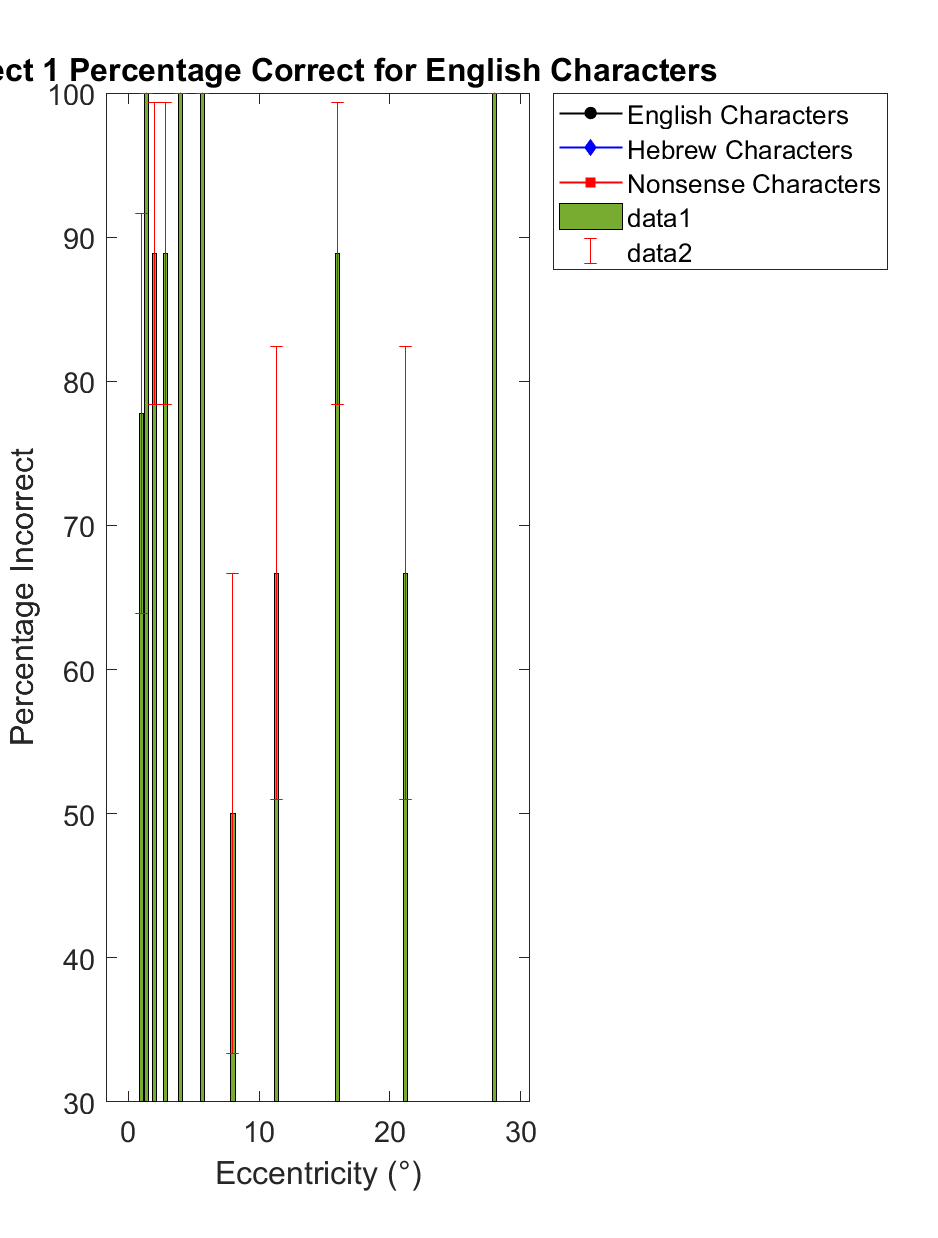 ect 1 Percentage Correct for English Characters
100
90
80
70
60
50
40
30
Percentage Incorrect
0 10 20 30
Eccentricity (°)
English Characters
Hebrew Characters
Nonsense Characters
data1
data2